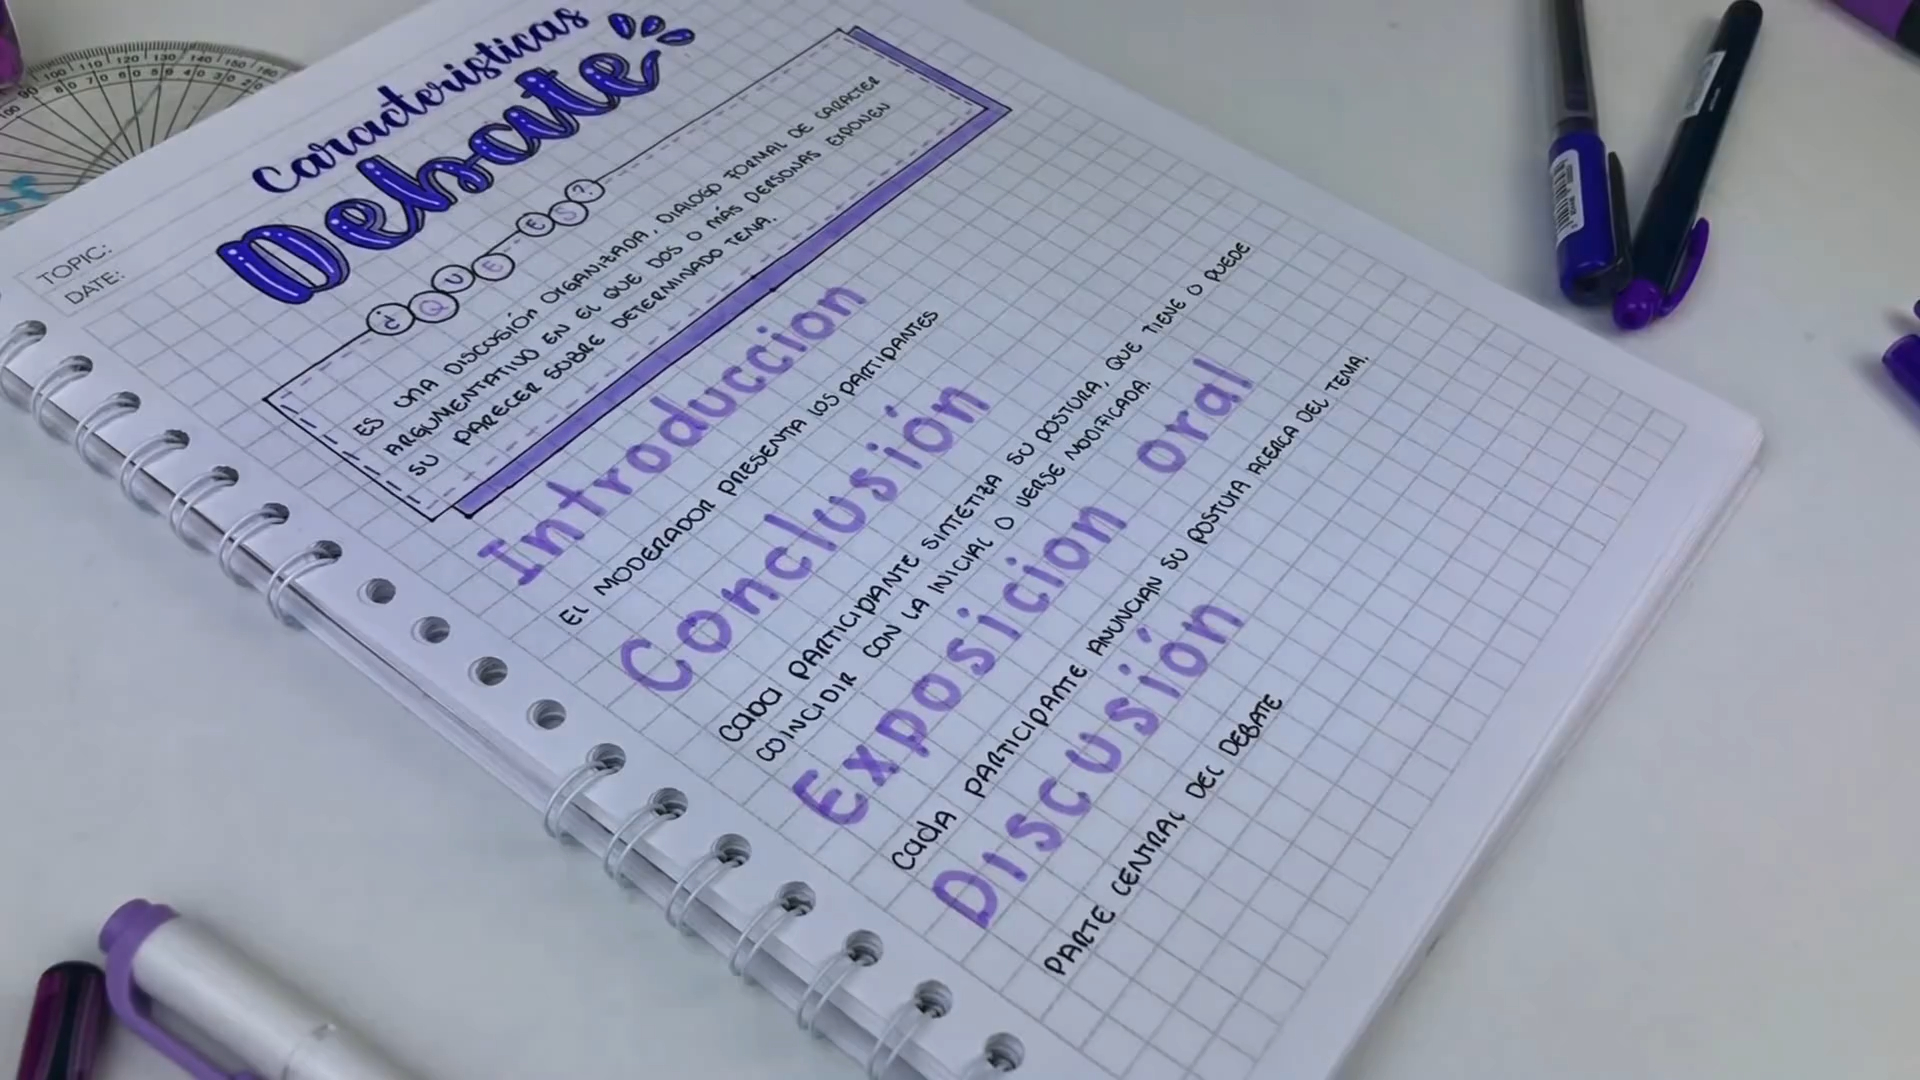 Caracteristicas
Debate
TOPIC:
DATE:
¿QUE ES?
ES UNA DISCUSIÓN ORGANIZADA, DIALOGO FORMAL DE CARACTER
ARGUMENTATIVO EN EL QUE DOS O MÁS PERSONAS EXPONEN
SU PARECER SOBRE DETERMINADO TEMA.
Introduccion
EL MODERADOR PRESENTA LOS PARTIDANTES
Conclusión
Cada PARTICIPANTE SINTETIZA SU POSTURA, QUE TIENE O PUEDE
COINCIDIR CON LA INICIAL O VERSE MODIFICADA.
Exposicion oral
Cada PARTICIPANTE ANUNCIAN SU POSTURA ACERCA DEL TEMA.
Discusión
PARTE CENTRAL DEL DEBATE